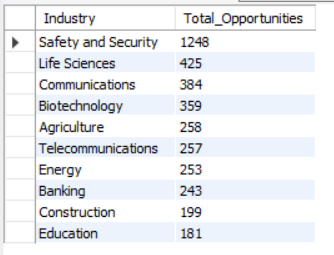 Industry Total_Opportunities
Safety and Security 1248
Life Sciences 425
Communications 384
Biotechnology 359
Agriculture 258
Telecommunications 257
Energy 253
Banking 243
Construction 199
Education 181